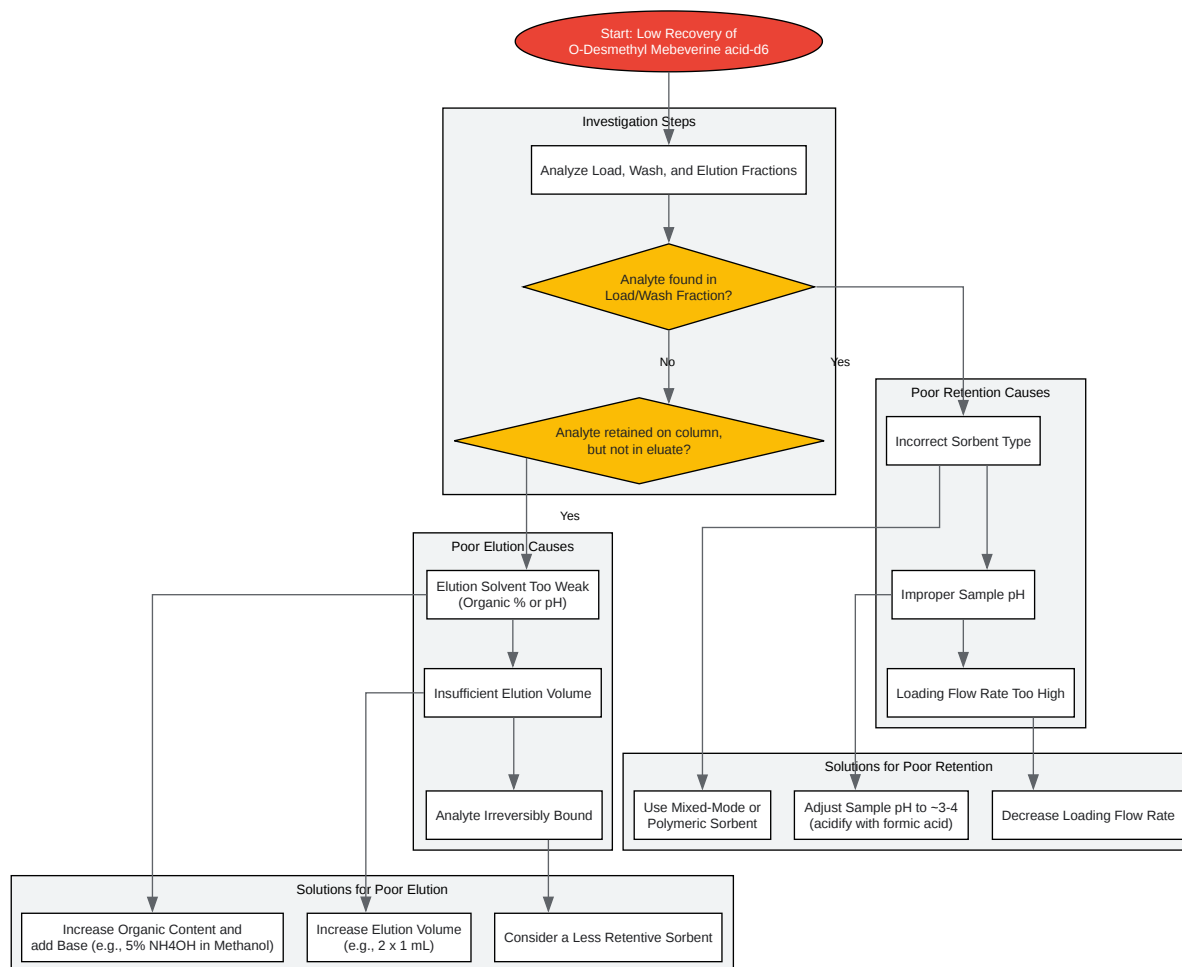 Start: Low Recovery of
O-Desmethyl Mebeverine acid-d6
Investigation Steps
Analyze Load, Wash, and Elution Fractions
Analyte found in
Load/Wash Fraction?
No
Yes
Poor Retention Causes
Incorrect Sorbent Type
Analyte retained on column,
but not in eluate?
Yes
Poor Elution Causes
Elution Solvent Too Weak
(Organic % or pH)
Improper Sample pH
Insufficient Elution Volume
Loading Flow Rate Too High
Solutions for Poor Retention
Analyte Irreversibly Bound
Use Mixed-Mode or
Polymeric Sorbent
Adjust Sample pH to ~3-4
(acidify with formic acid)
Decrease Loading Flow Rate
Solutions for Poor Elution
Increase Organic Content and
add Base (e.g., 5% NH4OH in Methanol)
Increase Elution Volume
(e.g., 2 x 1 mL)
Consider a Less Retentive Sorbent